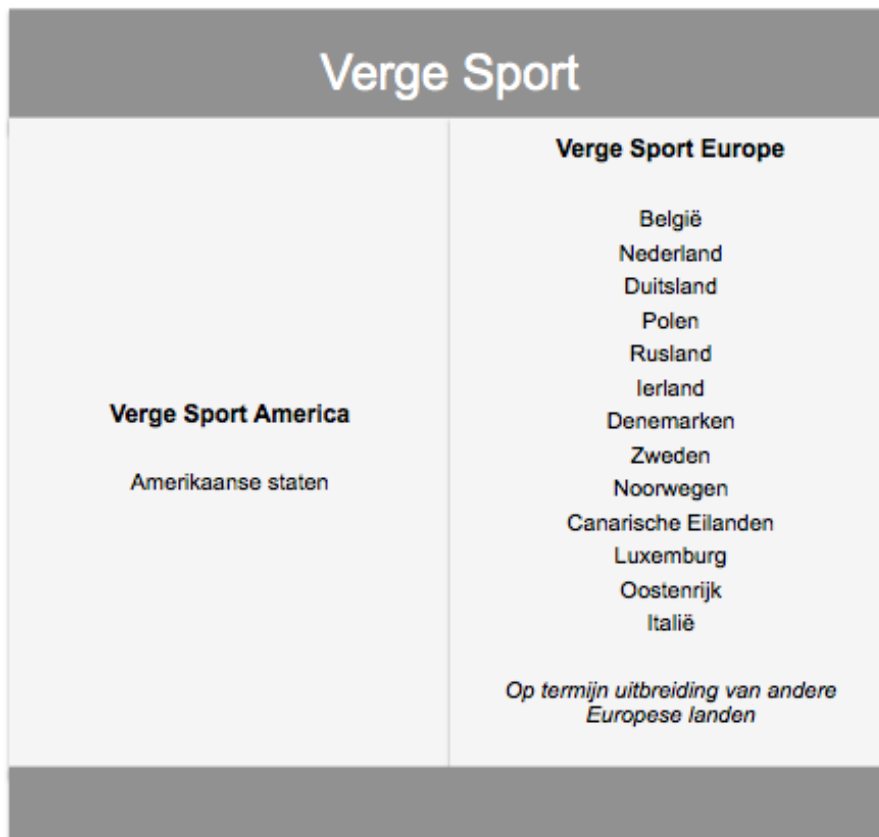 Verge Sport
Verge Sport America
Amerikaanse staten
Verge Sport Europe
België
Nederland
Duitsland
Polen
Rusland
Ierland
Denemarken
Zweden
Noorwegen
Canarische Eilanden
Luxemburg
Oostenrijk
Italië
Op termijn uitbreiding van andere
Europese landen